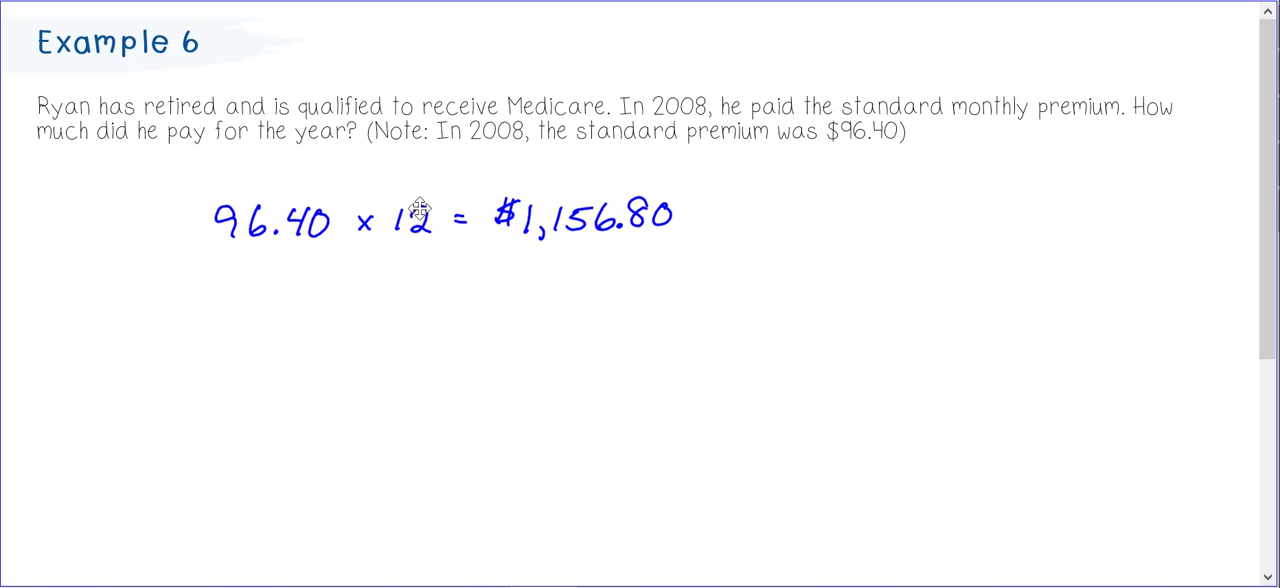 Example 6
Ryan has retired and is qualified to receive Medicare. In 2008, he paid the standard monthly premium. How
much did he pay for the year? (Note: In 2008, the standard premium was $96.40)
96.40 x 12 = $1,156.80